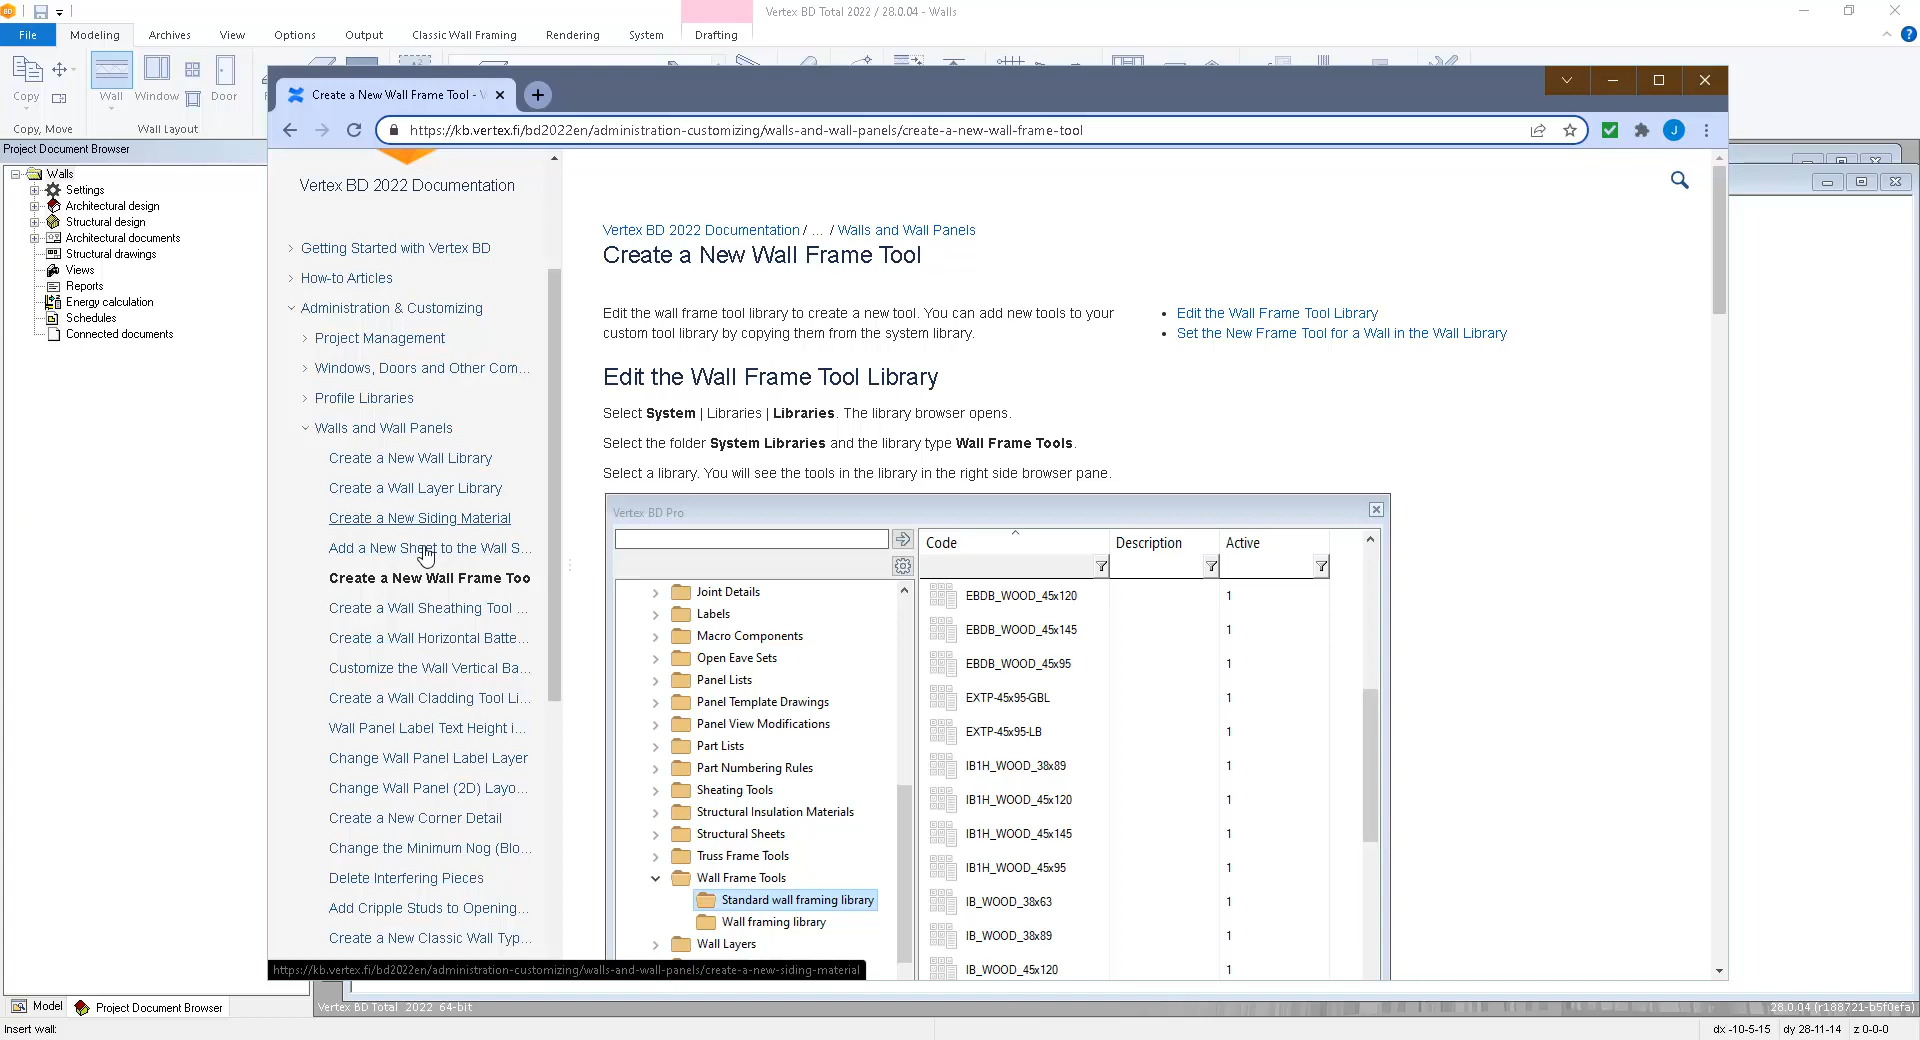 Vertex BD Total 2022 / 28.0.04 - Walls
File
Modeling
Archives
View
Options
Output
Classic Wall Framing
Rendering
System
Drafting
Copy
Wall
Window
Door
Copy, Move
Wall Layout
Create a New Wall Frame Tool -
https://kb.vertex.fi/bd2022en/administration-customizing/walls-and-wall-panels/create-a-new-wall-frame-tool
J
Project Document Browser
Walls
Settings
Architectural design
Structural design
Architectural documents
Structural drawings
Views
Reports
Energy calculation
Schedules
Connected documents
Vertex BD 2022 Documentation
Getting Started with Vertex BD
How-to Articles
Administration & Customizing
Project Management
Windows, Doors and Other Com...
Profile Libraries
Walls and Wall Panels
Create a New Wall Library
Create a Wall Layer Library
Create a New Siding Material
Add a New Sheet to the Wall S...
Create a New Wall Frame Too
Create a Wall Sheathing Tool ...
Create a Wall Horizontal Batte...
Customize the Wall Vertical Ba...
Create a Wall Cladding Tool Li...
Wall Panel Label Text Height i...
Change Wall Panel Label Layer
Change Wall Panel (2D) Layo...
Create a New Corner Detail
Change the Minimum Nog (Blo...
Delete Interfering Pieces
Add Cripple Studs to Opening...
Create a New Classic Wall Typ...
https://kb.vertex.fi/bd2022en/administration-customizing/walls-and-wall-panels/create-a-new-siding-material
Vertex BD 2022 Documentation / ... / Walls and Wall Panels
Create a New Wall Frame Tool
Edit the wall frame tool library to create a new tool. You can add new tools to your
custom tool library by copying them from the system library.
• Edit the Wall Frame Tool Library
• Set the New Frame Tool for a Wall in the Wall Library
Edit the Wall Frame Tool Library
Select System | Libraries | Libraries. The library browser opens.
Select the folder System Libraries and the library type Wall Frame Tools.
Select a library. You will see the tools in the library in the right side browser pane.
Vertex BD Pro
Joint Details
Labels
Macro Components
Open Eave Sets
Panel Lists
Panel Template Drawings
Panel View Modifications
Part Lists
Part Numbering Rules
Sheating Tools
Structural Insulation Materials
Structural Sheets
Truss Frame Tools
Wall Frame Tools
Standard wall framing library
Wall framing library
Wall Layers
Code Description Active
EBDB_WOOD_45x120 1
EBDB_WOOD_45x145 1
EBDB_WOOD_45x95 1
EXTP-45x95-GBL 1
EXTP-45x95-LB 1
IB1H_WOOD_38x89 1
IB1H_WOOD_45x120 1
IB1H_WOOD_45x145 1
IB1H_WOOD_45x95 1
IB_WOOD_38x63 1
IB_WOOD_38x89 1
IB_WOOD_45x120 1
Model
Project Document Browser
Vertex BD Total 2022 64-bit
28.0.04 (r188721-b5f0efa)
Insert wall:
dx -10-5-15 dy 28-11-14 z 0-0-0